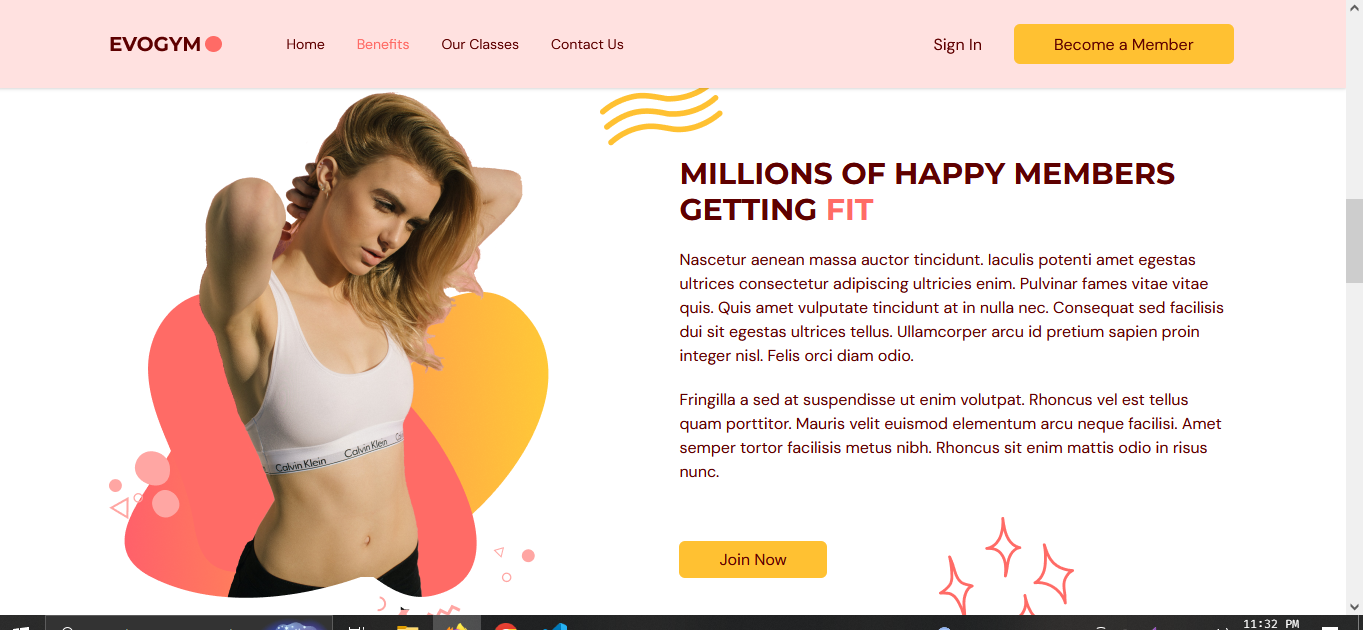 EVOGYM
Home
Benefits
Our Classes
Contact Us
Sign In
Become a Member
MILLIONS OF HAPPY MEMBERS
GETTING FIT
Nascetur aenean massa auctor tincidunt. Iaculis potenti amet egestas
ultrices consectetur adipiscing ultricies enim. Pulvinar fames vitae vitae
quis. Quis amet vulputate tincidunt at in nulla nec. Consequat sed facilisis
dui sit egestas ultrices tellus. Ullamcorper arcu id pretium sapien proin
integer nisl. Felis orci diam odio.
Fringilla a sed at suspendisse ut enim volutpat. Rhoncus vel est tellus
quam porttitor. Mauris velit euismod elementum arcu neque facilisi. Amet
semper tortor facilisis metus nibh. Rhoncus sit enim mattis odio in risus
nunc.
Calvin Klein Calvin Klein
Join Now
11:32 PM